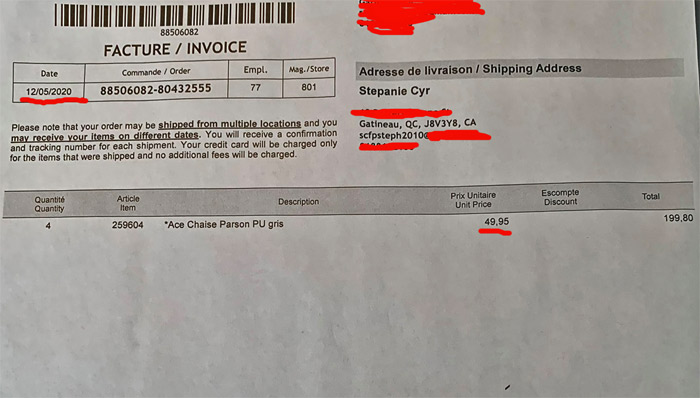 88506082
FACTURE / INVOICE
Date Commande / Order Empl. Mag./Store
12/05/2020 88506082-80432555 77 801
Please note that your order may be shipped from multiple locations and you
may receive your items on different dates. You will receive a confirmation
and tracking number for each shipment. Your credit card will be charged only
for the items that were shipped and no additional fees will be charged.
Adresse de livraison / Shipping Address
Stepanie Cyr
Gatineau, QC, J8V3Y8, CA
scfpsteph2010@
Quantité Article Description Prix Unitaire Escompte Total
Quantity Item Unit Price Discount
4 259604 *Ace Chaise Parson PU gris 49,95 199,80